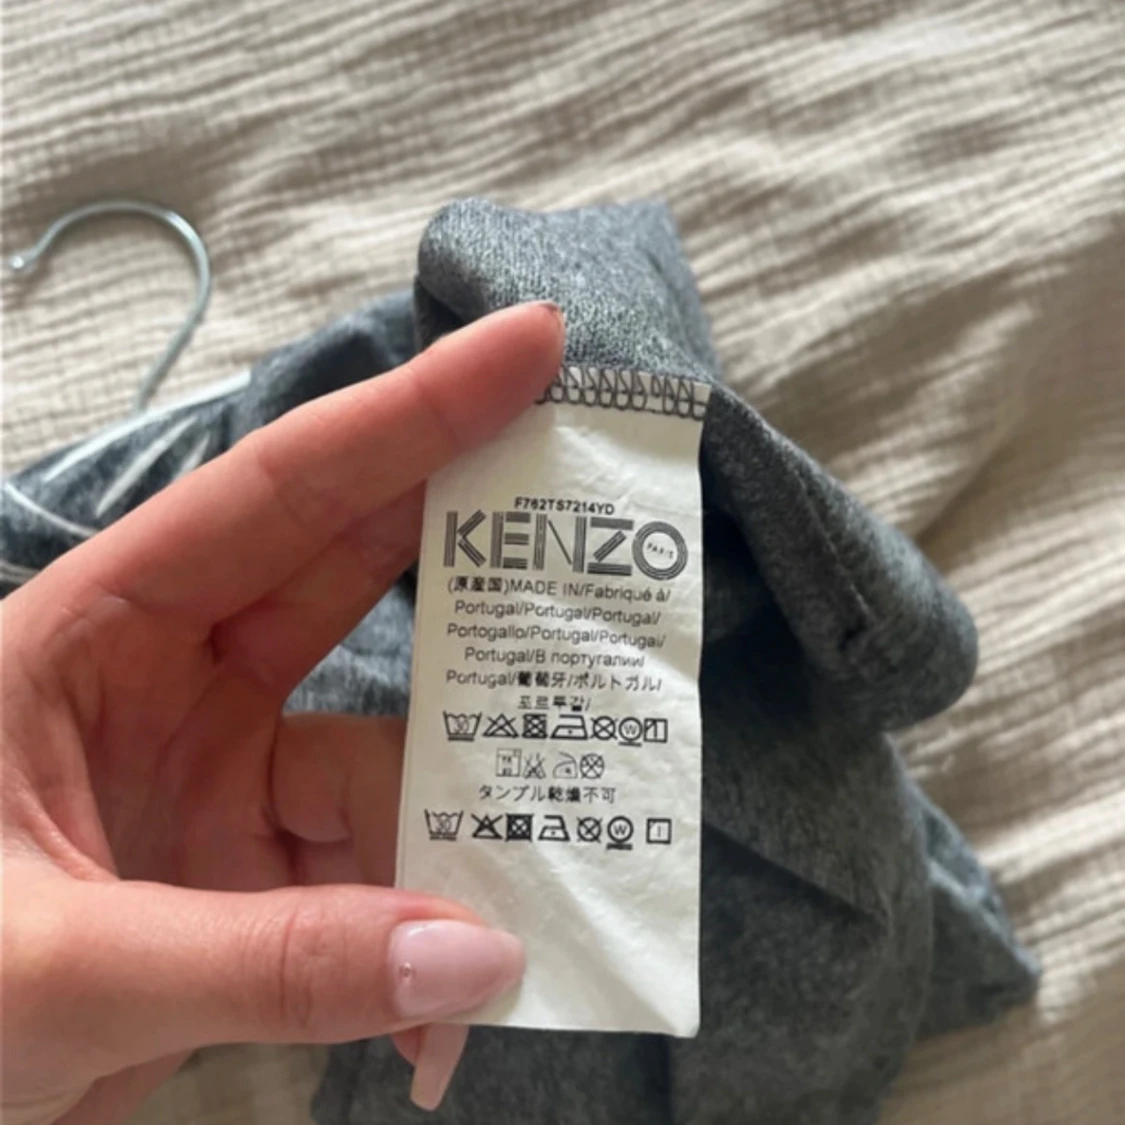 F762TS7214YD
KENZO
PARIS
(原産国)MADE IN/Fabriqué à/
Portugal/Portugal/Portugal/
Portogallo/Portugal/Portugal/
Portugal/В португалии/
Portugal/葡萄牙/ポルトガル/
포르투갈/
W
タンブル乾燥不可
W